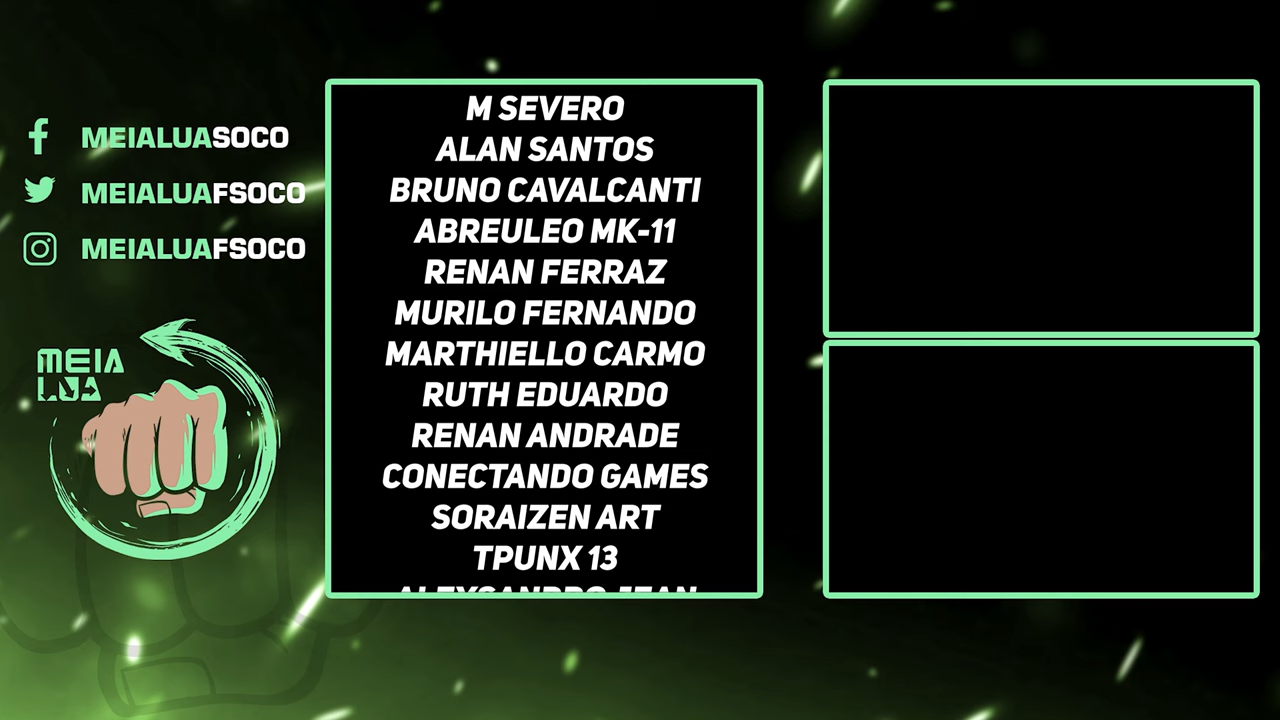 MEIALUASOCO
MEIALUAFSOCO
MEIALUAFSOCO
MEIA
LUA
M SEVERO
ALAN SANTOS
BRUNO CAVALCANTI
ABREULEO MK-11
RENAN FERRAZ
MURILO FERNANDO
MARTHIELLO CARMO
RUTH EDUARDO
RENAN ANDRADE
CONECTANDO GAMES
SORAIZEN ART
TPUNX 13